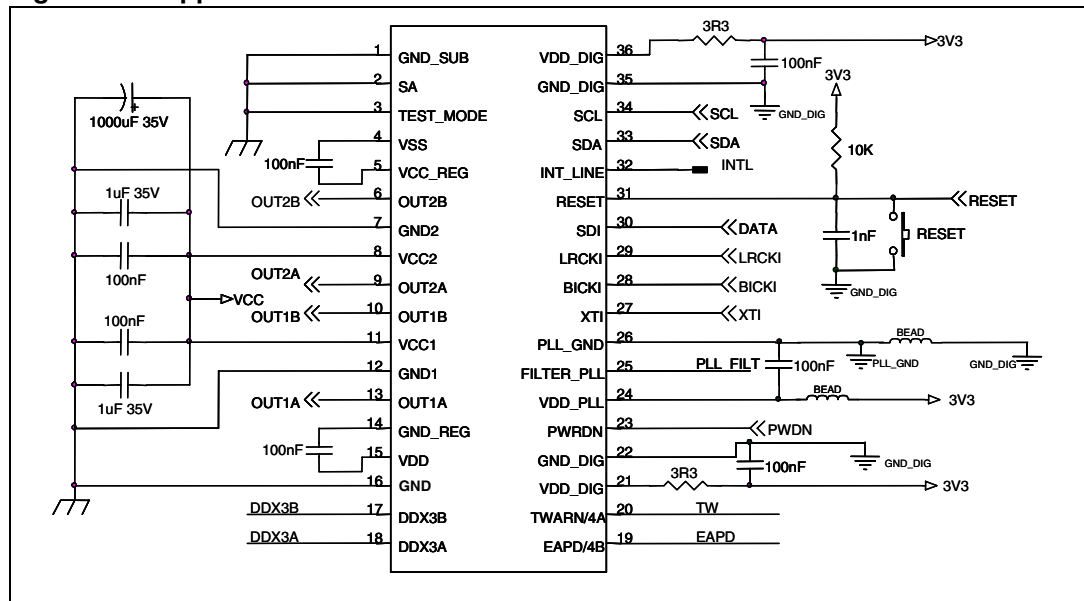 1 GND_SUB
2 SA
3 TEST_MODE
4 VSS
5 VCC_REG
6 OUT2B
7 GND2
8 VCC2
9 OUT2A
10 OUT1B
11 VCC1
12 GND1
13 OUT1A
14 GND_REG
15 VDD
16 GND
17 DDX3B
18 DDX3A
VDD_DIG 36
GND_DIG 35
SCL 34
SDA 33
INT_LINE 32
RESET 31
SDI 30
LRCKI 29
BICKI 28
XTI 27
PLL_GND 26
FILTER_PLL 25
VDD_PLL 24
PWRDN 23
GND_DIG 22
VDD_DIG 21
TWARN/4A 20
EAPD/4B 19
+
1000uF 35V
100nF
OUT2B
1uF 35V
100nF
OUT2A
VCC
OUT1B
100nF
1uF 35V
OUT1A
100nF
DDX3B
DDX3A
3R3
3V3
100nF
GND_DIG
3V3
SCL
SDA
10K
INTL
RESET
1nF
RESET
GND_DIG
DATA
LRCKI
BICKI
XTI
BEAD
PLL_GND
GND_DIG
PLL_FILT
100nF
BEAD
3V3
PWDN
GND_DIG
100nF
3R3
3V3
TW
EAPD